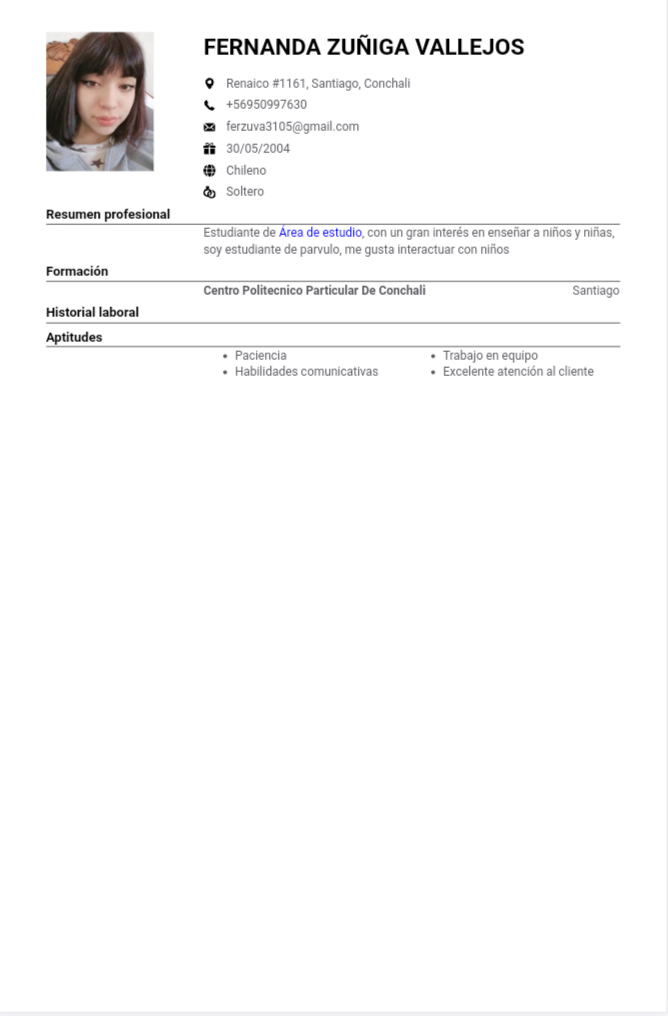 FERNANDA ZUÑIGA VALLEJOS
Renaico #1161, Santiago, Conchali
+56950997630
ferzuva3105@gmail.com
30/05/2004
Chileno
Soltero
Resumen profesional
Estudiante de Área de estudio, con un gran interés en enseñar a niños y niñas,
soy estudiante de parvulo, me gusta interactuar con niños
Formación
Centro Politecnico Particular De Conchali Santiago
Historial laboral
Aptitudes
• Paciencia
• Habilidades comunicativas
• Trabajo en equipo
• Excelente atención al cliente